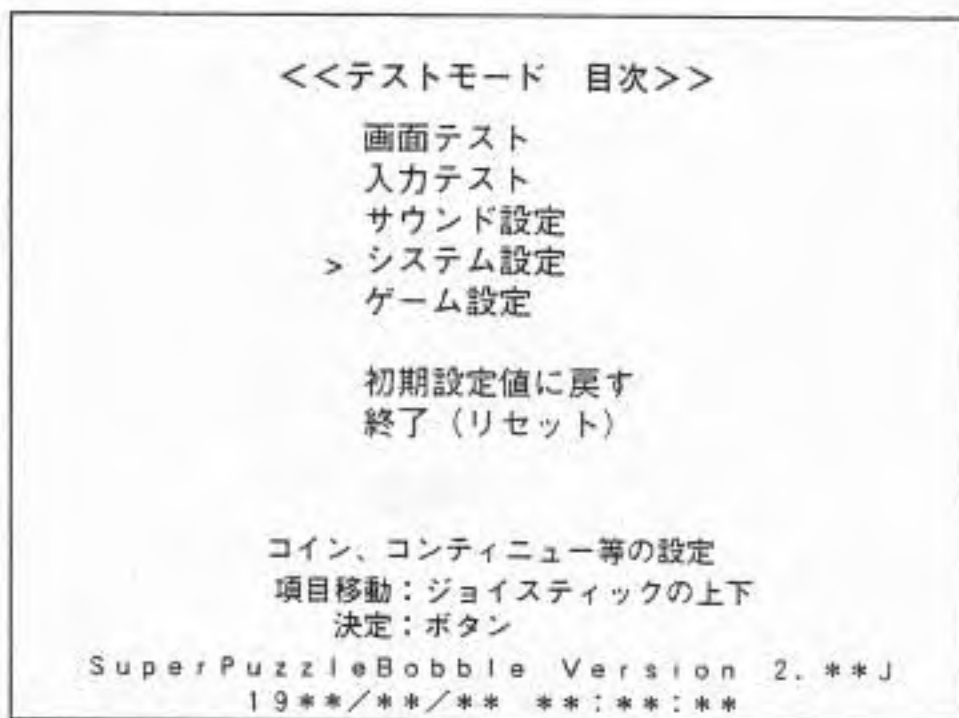 <<テストモード　目次>>
画面テスト
入力テスト
サウンド設定
> システム設定
ゲーム設定
初期設定値に戻す
終了（リセット）
コイン、コンティニュー等の設定
項目移動：ジョイスティックの上下
決定：ボタン
SuperPuzzleBobble Version 2.**J
19**/**/** **:**:**